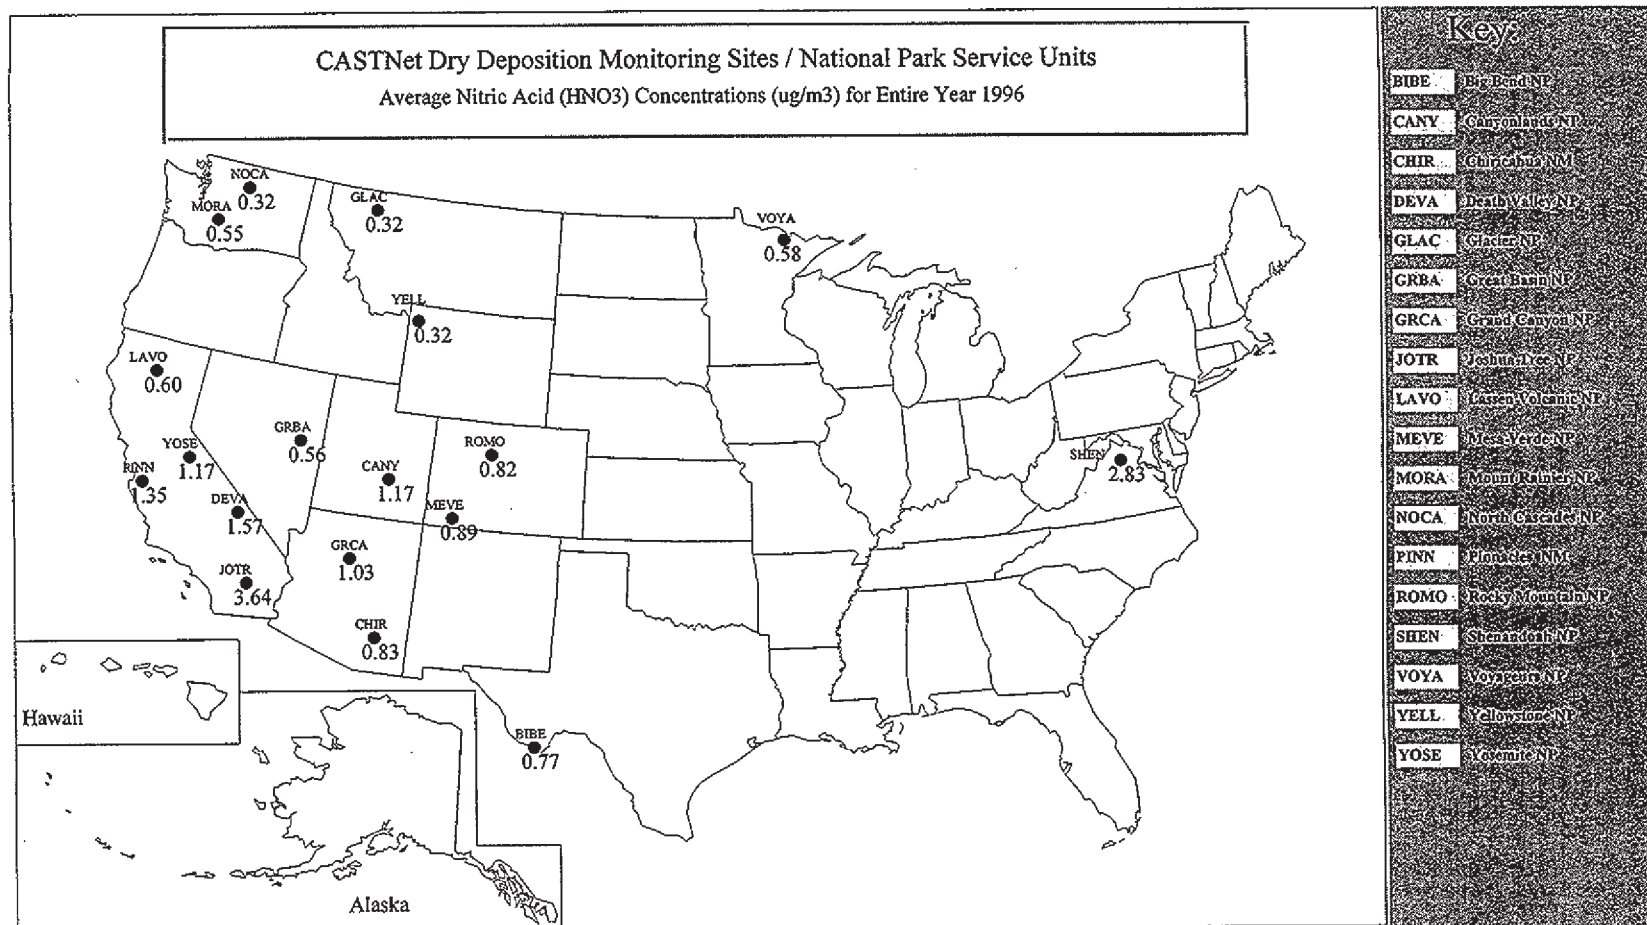 CASTNet Dry Deposition Monitoring Sites / National Park Service Units
Average Nitric Acid (HNO3) Concentrations (ug/m3) for Entire Year 1996
NOCA
0.32
MORA
0.55
GLAC
0.32
VOYA
0.58
YELL
0.32
LAVO
0.60
GRBA
0.56
YOSE
1.17
PINN
1.35
ROMO
0.82
CANY
1.17
SHEN
2.83
DEVA
1.57
MEVE
0.89
GRCA
1.03
JOTR
3.64
CHIR
0.83
BIBE
0.77
Hawaii
Alaska
Key:
BIBE Big Bend NP
CANY Canyonlands NP
CHIR Chiricahua NM
DEVA Death Valley NP
GLAC Glacier NP
GRBA Great Basin NP
GRCA Grand Canyon NP
JOTR Joshua Tree NP
LAVO Lassen Volcanic NP
MEVE Mesa Verde NP
MORA Mount Rainier NP
NOCA North Cascades NP
PINN Pinnacles NM
ROMO Rocky Mountain NP
SHEN Shenandoah NP
VOYA Voyageurs NP
YELL Yellowstone NP
YOSE Yosemite NP